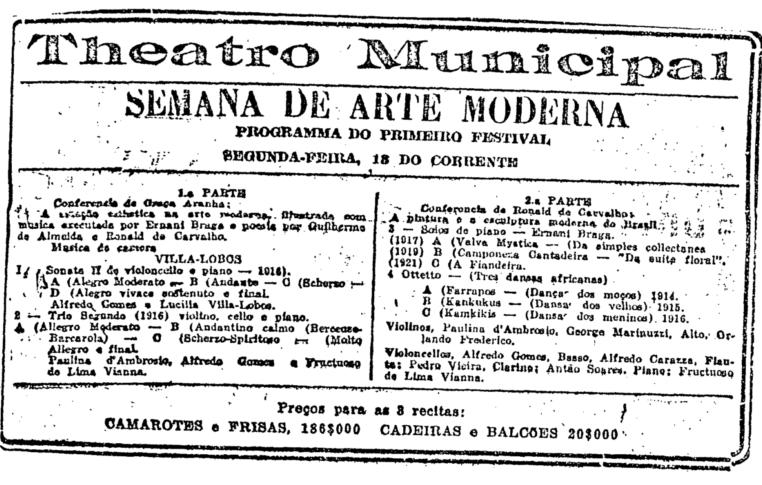 Theatro Municipal
SEMANA DE ARTE MODERNA
PROGRAMMA DO PRIMEIRO FESTIVAL
SEGUNDA-FEIRA, 13 DO CORRENTE
1.a PARTE
Conferencia de Graça Aranha:
A emoção esthetica na arte moderna, illustrada com
musica executada por Ernani Braga e poesia por Guilherme
de Almeida e Ronald de Carvalho.
Musica de camera
VILLA-LOBOS
1 Sonata II de violoncello e piano — 1916).
A (Alegro Moderato — B (Andante — C (Scherzo —
D (Alegro vivace sostenuto e final.
Alfredo Gomes e Lucilia Villa-Lobos.
2 — Trio Segundo (1916) violino, cello e piano.
A (Allegro Moderato — B (Andantino calmo (Berceuse-
Barcarola) — C (Scherzo-Spiritoso — (Molto
Allegro e final.
Paulina d'Ambrosio, Alfredo Gomes e Fructuoso
de Lima Vianna.
2.a PARTE
Conferencia de Ronald de Carvalho:
A pintura e a esculptura moderna do Brasil.
3 — Solos de piano — Ernani Braga.
(1917) A (Valva Mystica — (Da simples collectanea
(1919) B (Camponeza Cantadeira — "Da suite floral".
(1921) C (A Fiandeira.
4 Ottetto — (Tres dansas africanas)
A (Farrapos — (Dança dos moços) 1914.
B (Kankukus — (Dansa dos velhos) 1915.
C (Kamkikis — (Dansa dos meninos) 1916.
Violinos, Paulina d'Ambrosio, George Marinuzzi, Alto, Or-
lando Frederico.
Violoncellos, Alfredo Gomes, Basso, Alfredo Carazza, Flau-
ta: Pedro Vieira, Clarino; Antão Soares, Piano; Fructuoso
de Lima Vianna.
Preços para as 3 recitas:
CAMAROTES e FRISAS, 186$000 CADEIRAS e BALCÕES 20$000